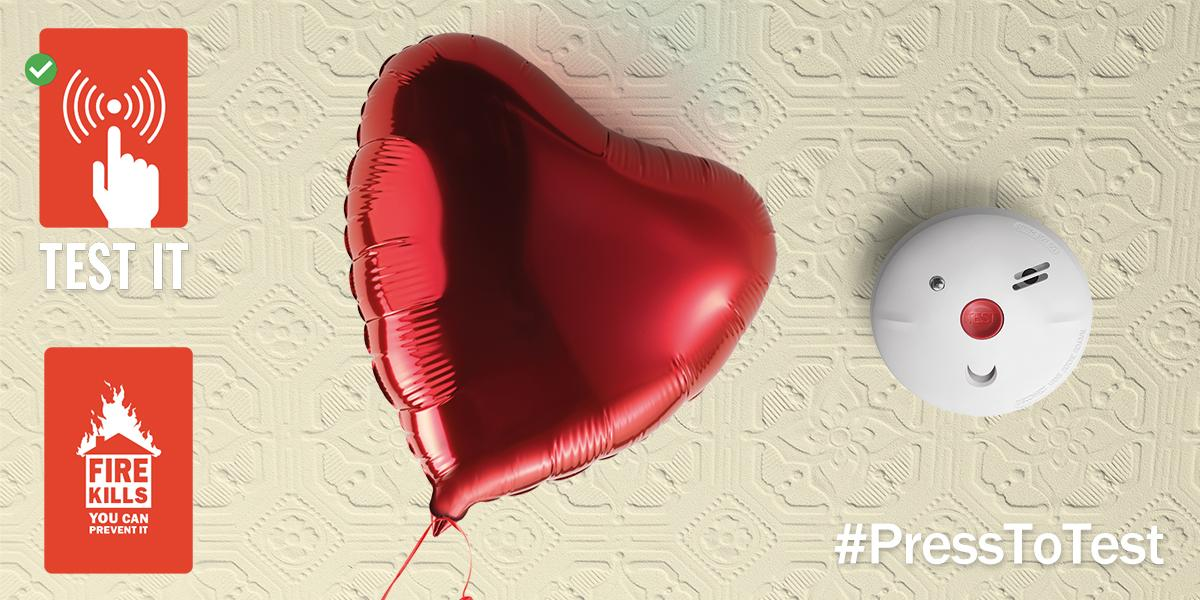 TEST IT
FIRE
KILLS
YOU CAN
PREVENT IT
TEST
#PressToTest